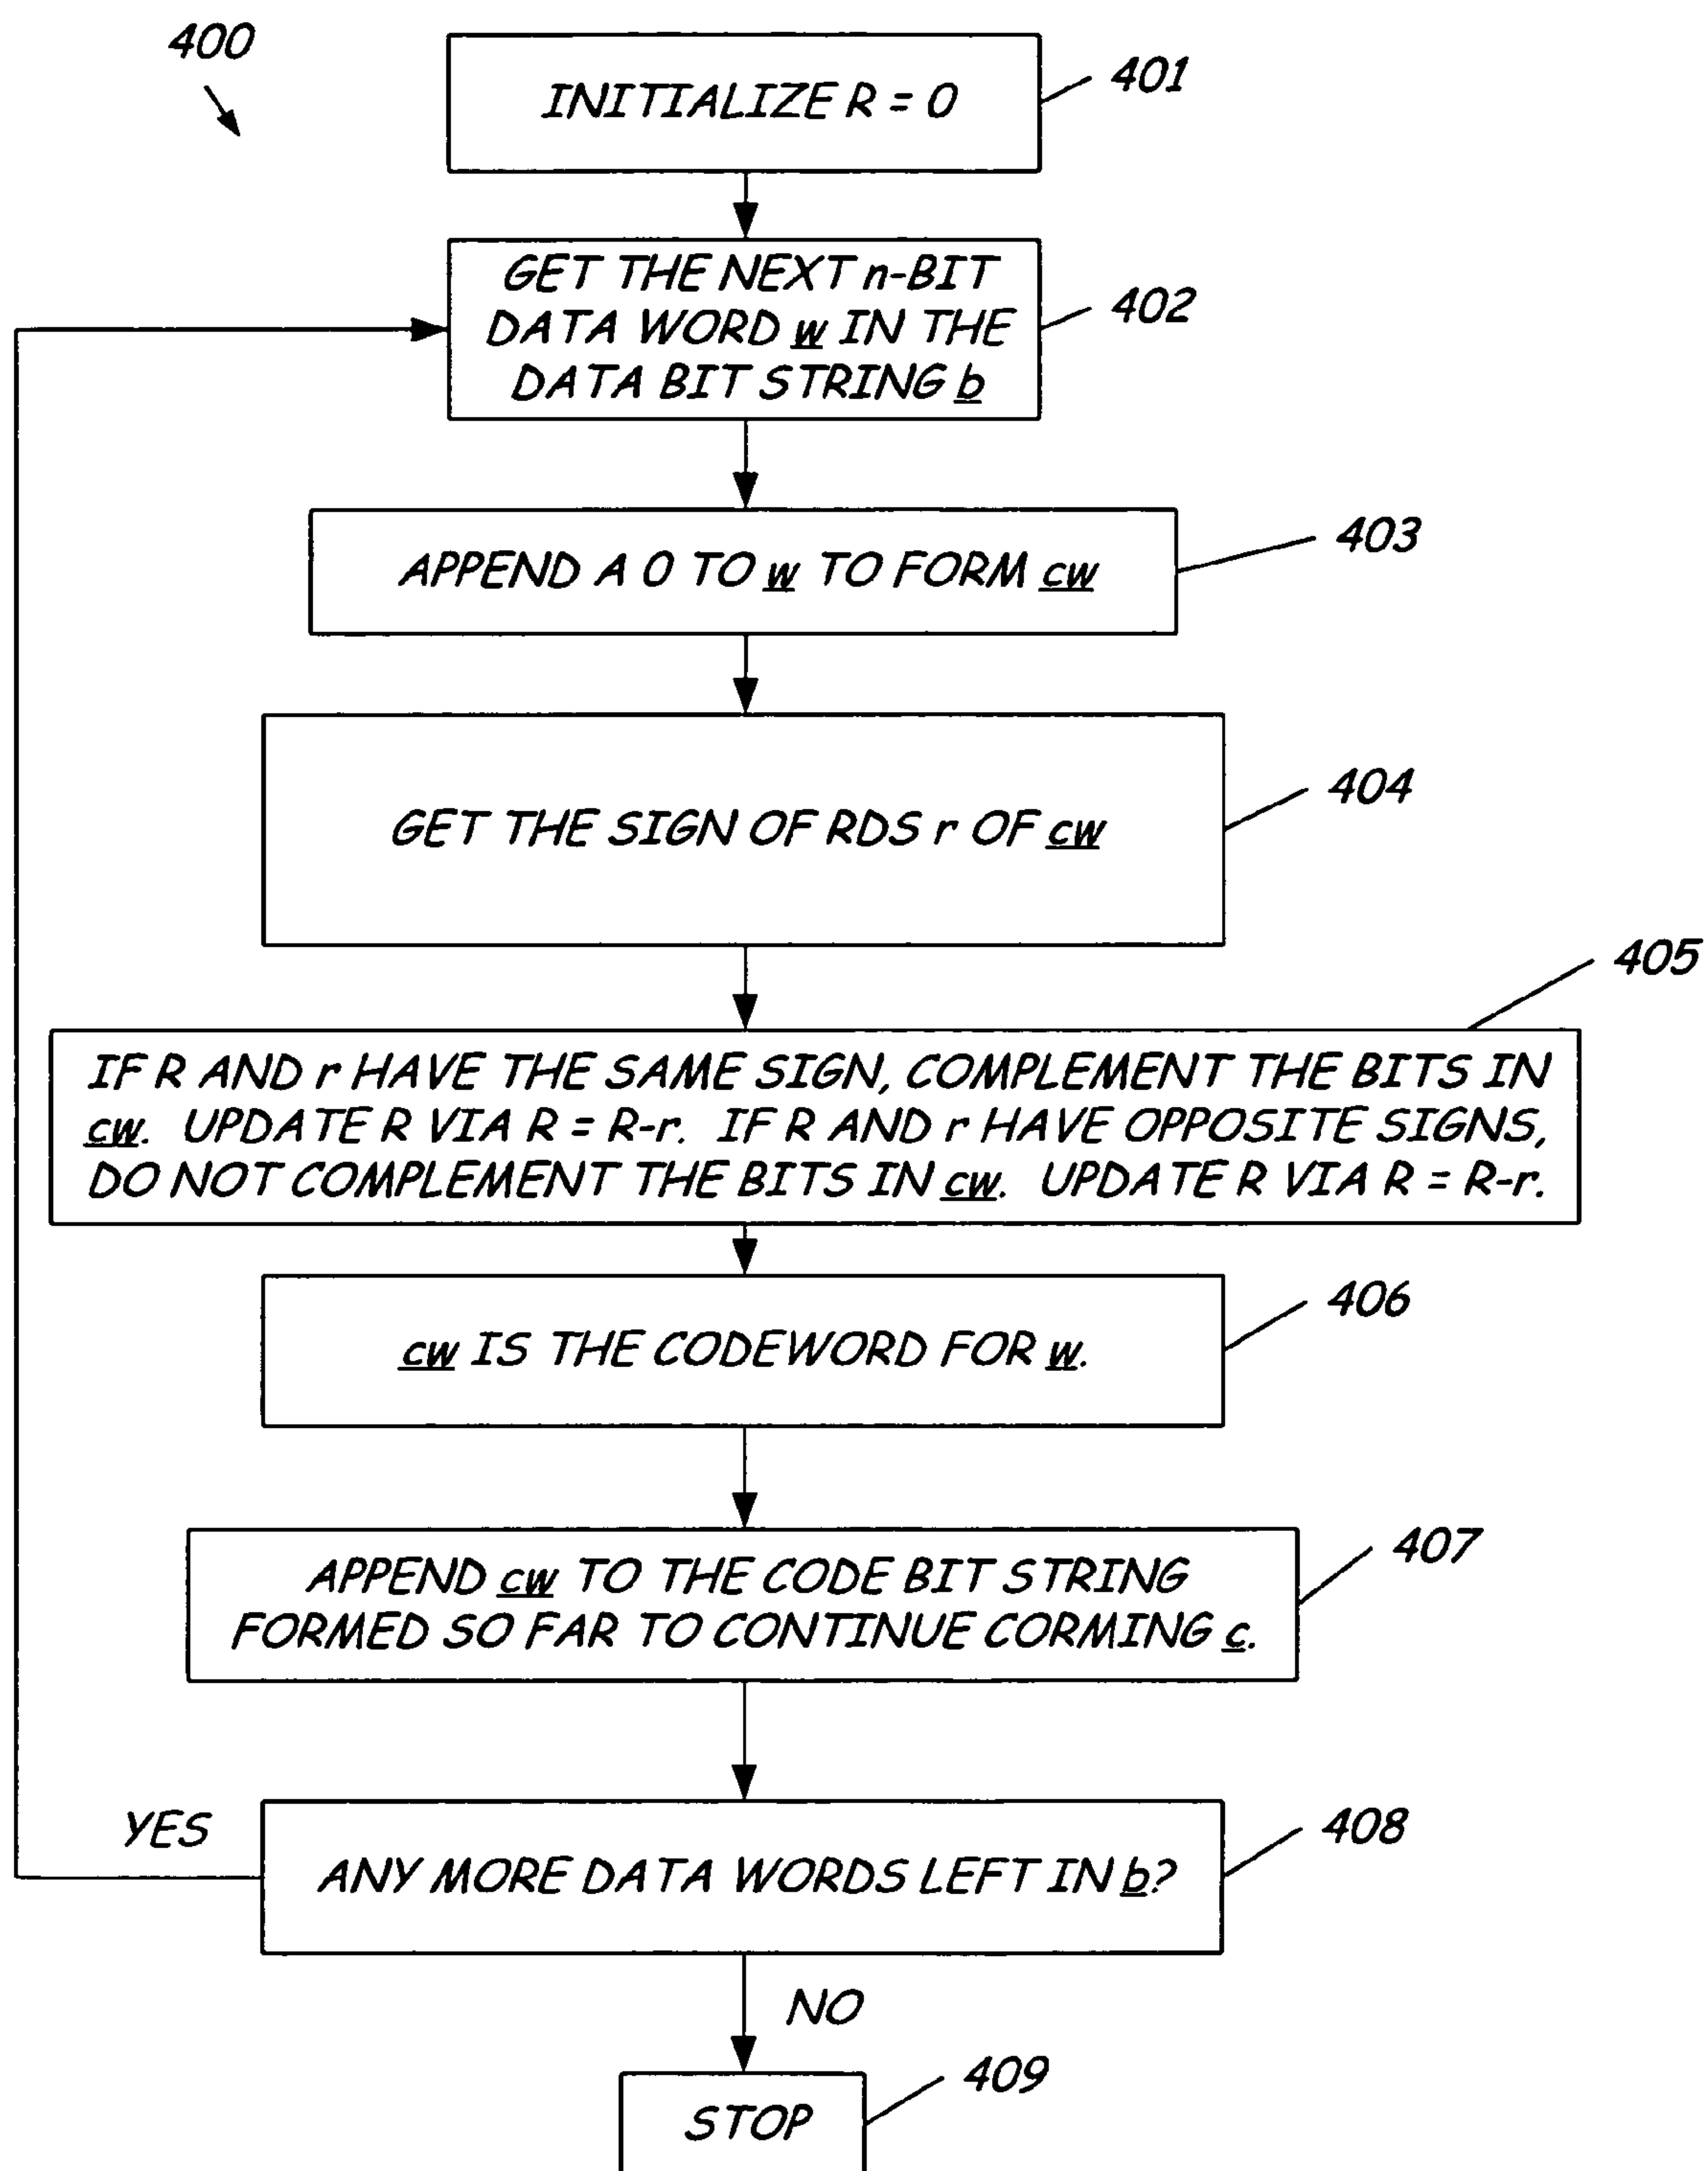 400
INITIALIZE R = 0
401
GET THE NEXT n-BIT
DATA WORD w IN THE
DATA BIT STRING b
402
APPEND A 0 TO w TO FORM cw
403
GET THE SIGN OF RDS r OF cw
404
405
IF R AND r HAVE THE SAME SIGN, COMPLEMENT THE BITS IN
cw. UPDATE R VIA R = R-r. IF R AND r HAVE OPPOSITE SIGNS,
DO NOT COMPLEMENT THE BITS IN cw. UPDATE R VIA R = R-r.
cw IS THE CODEWORD FOR w.
406
APPEND cw TO THE CODE BIT STRING
FORMED SO FAR TO CONTINUE CORMING c.
407
YES
ANY MORE DATA WORDS LEFT IN b?
408
NO
STOP
409